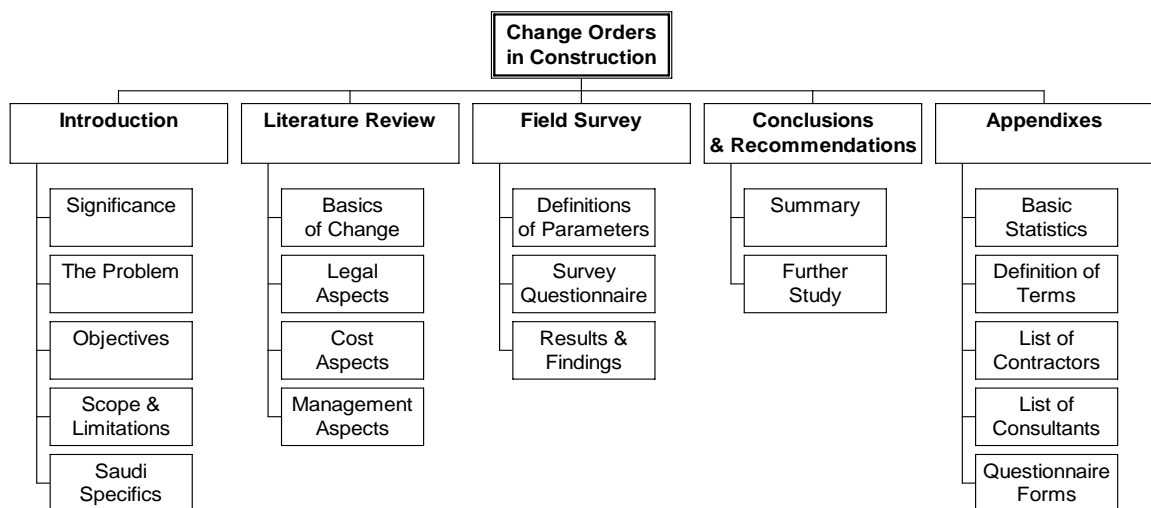 Change Orders
in Construction
Introduction
Significance
The Problem
Objectives
Scope &
Limitations
Saudi
Specifics
Literature Review
Basics
of Change
Legal
Aspects
Cost
Aspects
Management
Aspects
Field Survey
Definitions
of Parameters
Survey
Questionnaire
Results &
Findings
Conclusions
& Recommendations
Summary
Further
Study
Appendixes
Basic
Statistics
Definition of
Terms
List of
Contractors
List of
Consultants
Questionnaire
Forms